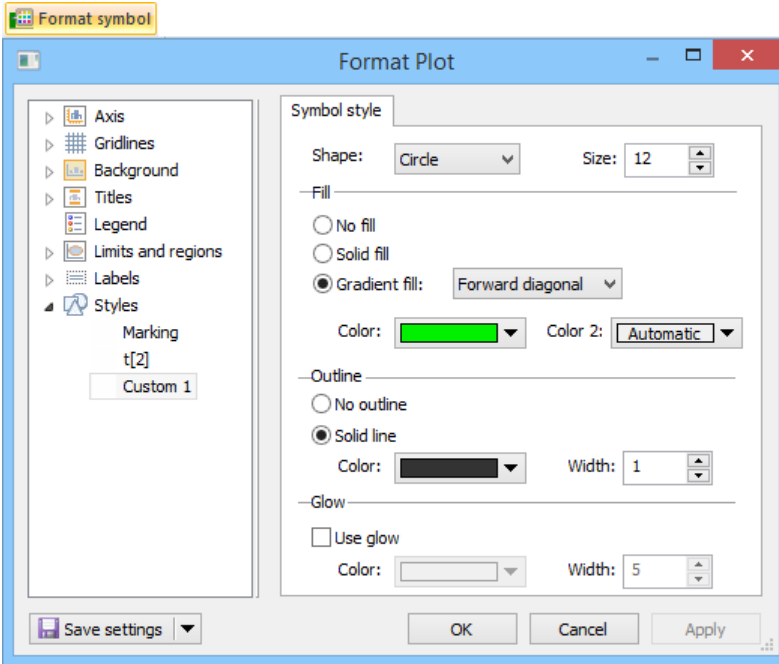 Format symbol
Format Plot
Axis
Gridlines
Background
Titles
Legend
Limits and regions
Labels
Styles
Marking
t[2]
Custom 1
Symbol style
Shape: Circle Size: 12
Fill
No fill
Solid fill
Gradient fill: Forward diagonal
Color: Color 2: Automatic
Outline
No outline
Solid line
Color: Width: 1
Glow
Use glow
Color: Width: 5
Save settings OK Cancel Apply